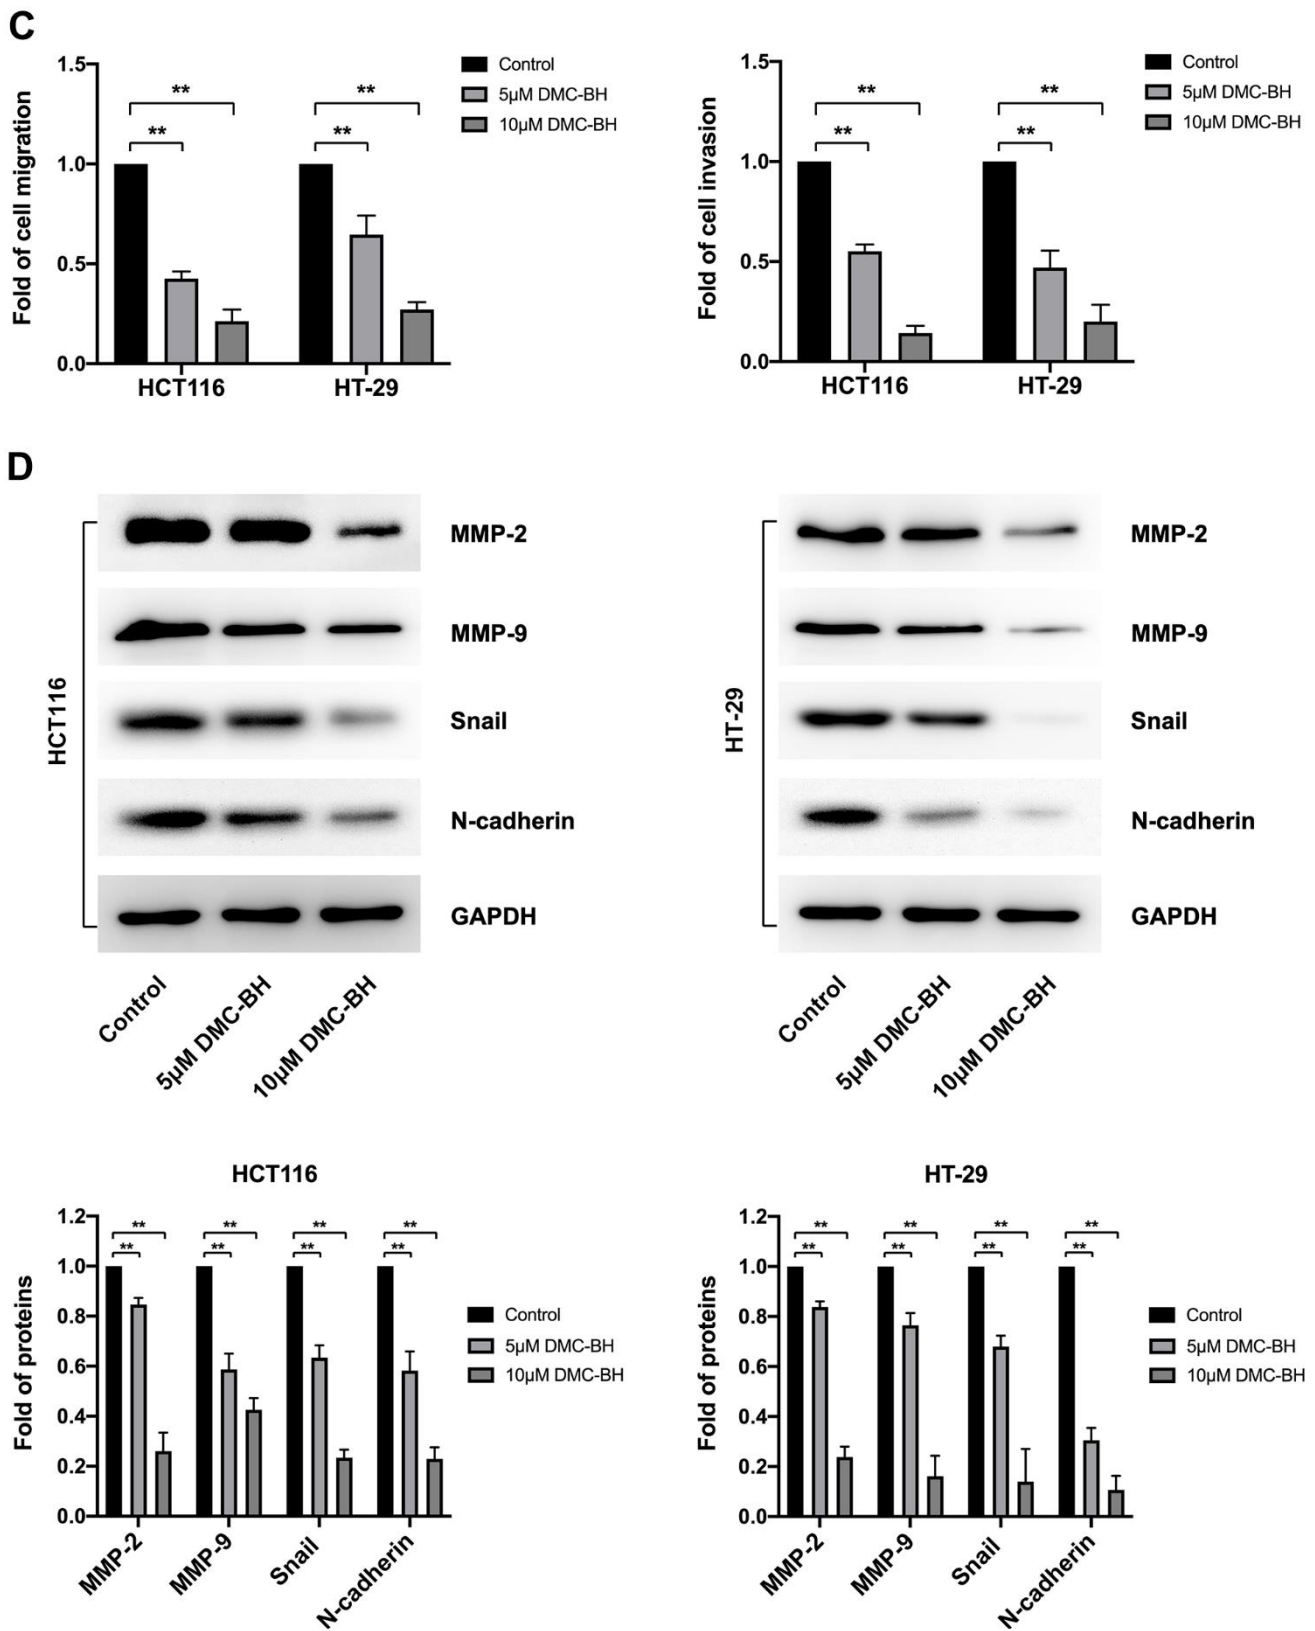 C
1.5
1.0
0.5
0.0
Fold of cell migration
**
**
**
**
HCT116
HT-29
Control
5μM DMC-BH
10μM DMC-BH
1.5
1.0
0.5
0.0
Fold of cell invasion
**
**
**
**
HCT116
HT-29
Control
5μM DMC-BH
10μM DMC-BH
D
HCT116
MMP-2
MMP-9
Snail
N-cadherin
GAPDH
Control
5μM DMC-BH
10μM DMC-BH
HT-29
MMP-2
MMP-9
Snail
N-cadherin
GAPDH
Control
5μM DMC-BH
10μM DMC-BH
HCT116
1.2
1.0
0.8
0.6
0.4
0.2
0.0
Fold of proteins
**
**
**
**
**
**
**
**
MMP-2
MMP-9
Snail
N-cadherin
Control
5μM DMC-BH
10μM DMC-BH
HT-29
1.2
1.0
0.8
0.6
0.4
0.2
0.0
Fold of proteins
**
**
**
**
**
**
**
**
MMP-2
MMP-9
Snail
N-cadherin
Control
5μM DMC-BH
10μM DMC-BH